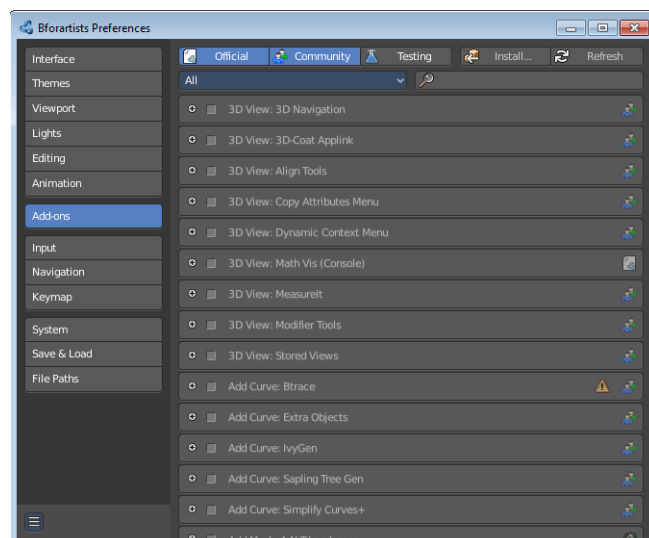 Bforartists Preferences
Interface
Themes
Viewport
Lights
Editing
Animation
Add-ons
Input
Navigation
Keymap
System
Save & Load
File Paths
Official Community Testing Install... Refresh
All
3D View: 3D Navigation
3D View: 3D-Coat Applink
3D View: Align Tools
3D View: Copy Attributes Menu
3D View: Dynamic Context Menu
3D View: Math Vis (Console)
3D View: MeasureIt
3D View: Modifier Tools
3D View: Stored Views
Add Curve: Btrace
Add Curve: Extra Objects
Add Curve: IvyGen
Add Curve: Sapling Tree Gen
Add Curve: Simplify Curves+